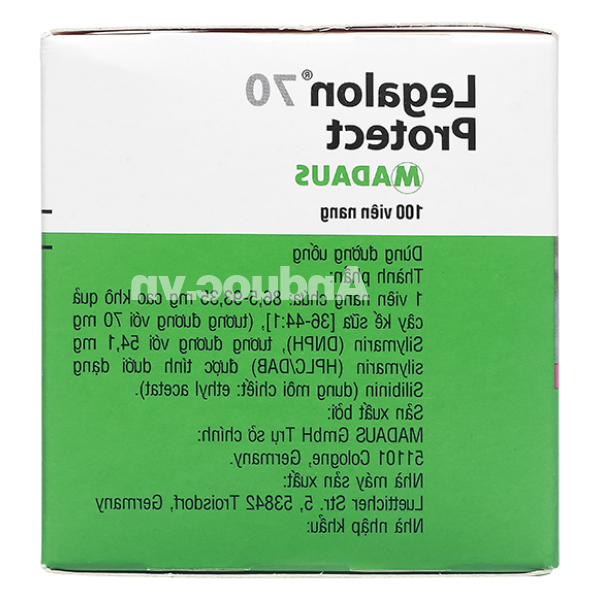 Legalon® 70
Protect
MADAUS
100 viên nang
Dùng đường uống
Thành phần:
1 viên nang chứa: 86,5-93,35 mg cao khô quả
cây kế sữa [36-44:1], (tương đương với 70 mg
Silymarin (DNPH), tương đương với 54,1 mg
silymarin (HPLC/DAB) được tính dưới dạng
Silibinin (dung môi chiết: ethyl acetat).
Sản xuất bởi:
MADAUS GmbH Trụ sở chính:
51101 Cologne, Germany.
Nhà máy sản xuất:
Luetticher Str. 5, 53842 Troisdorf, Germany
Nhà nhập khẩu:
Anduoc.vn